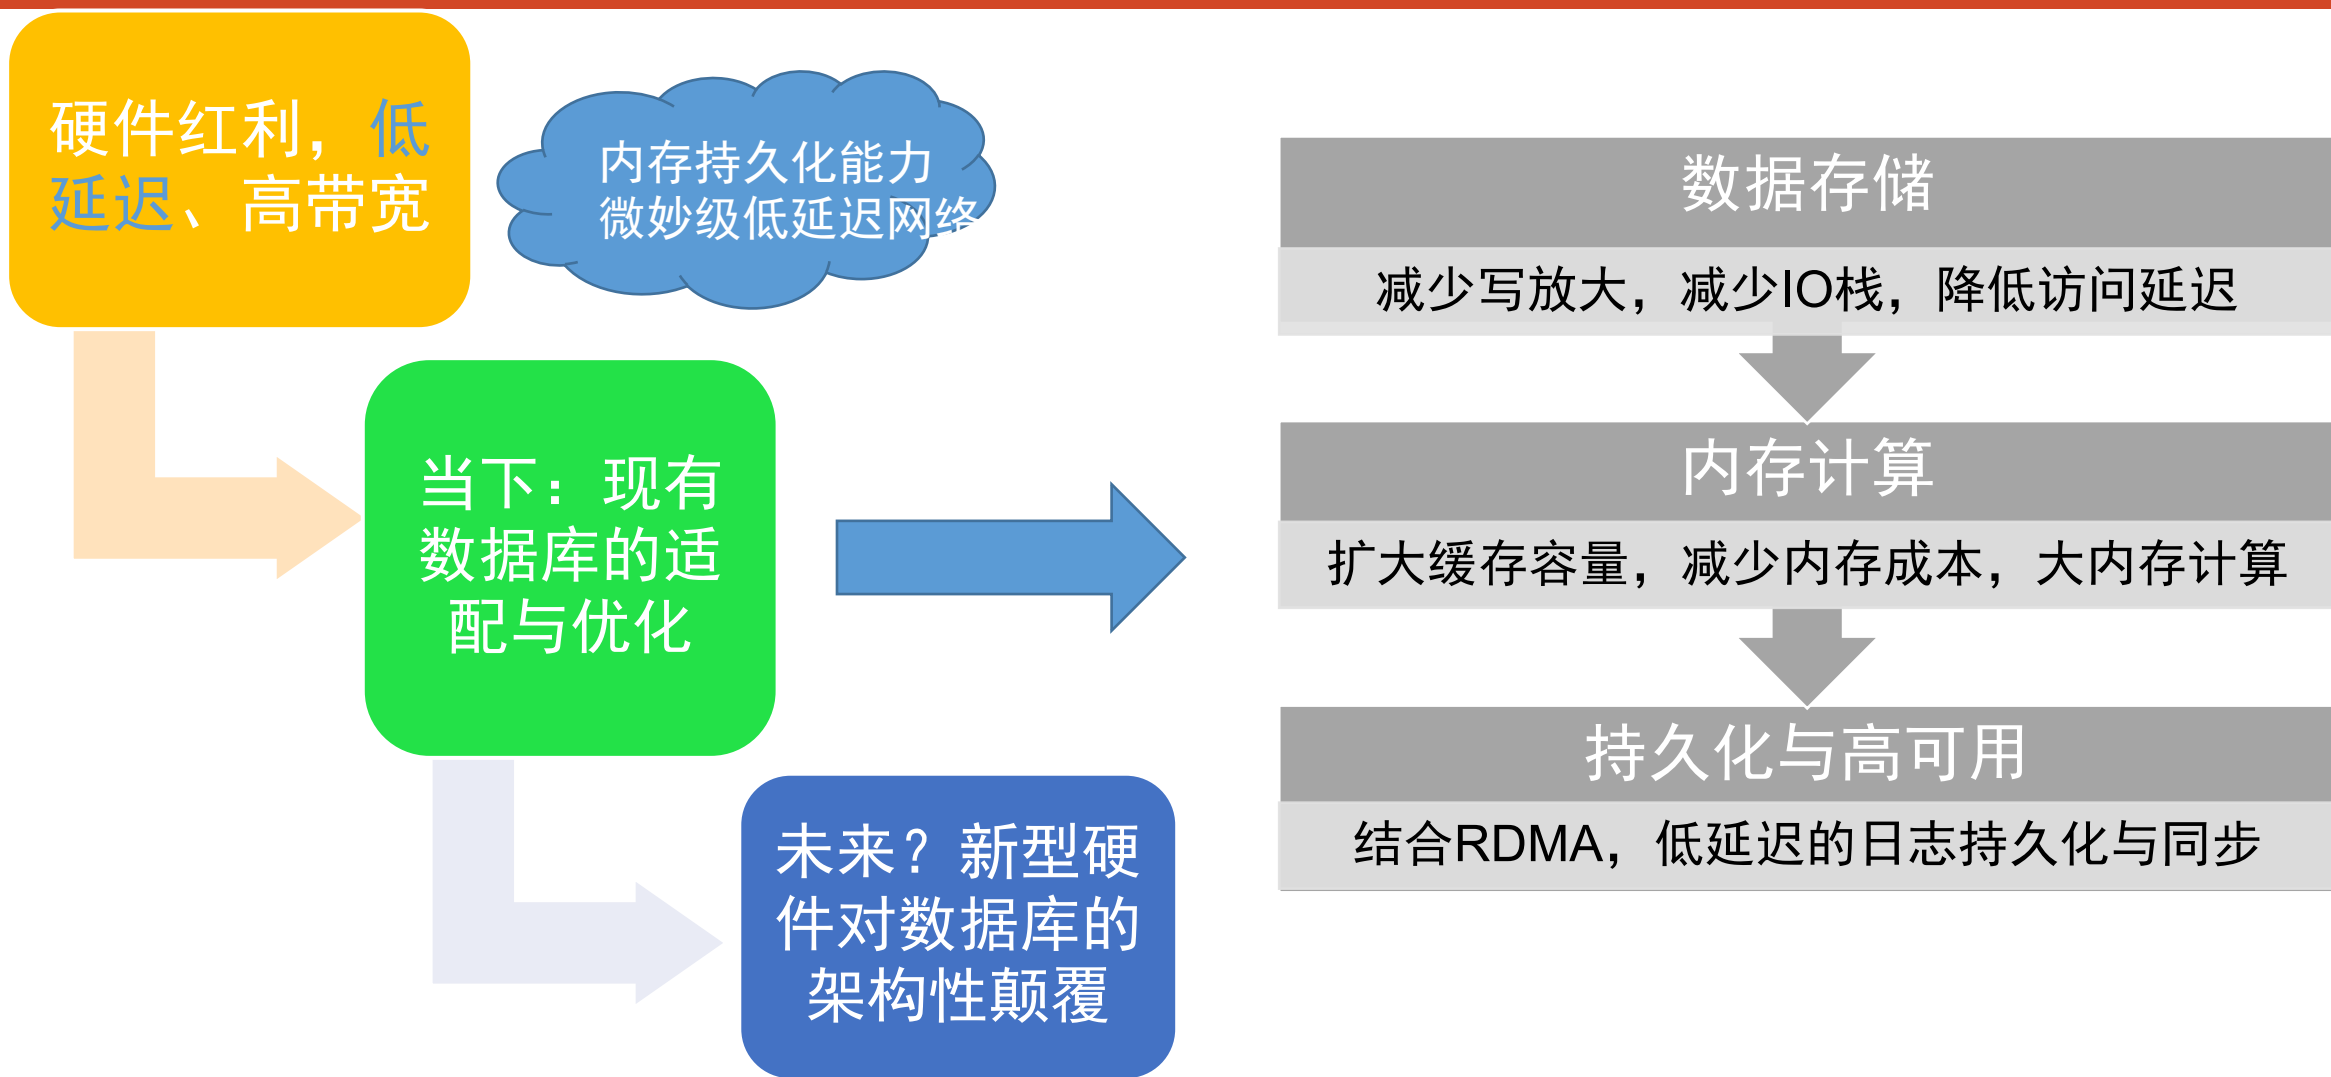 硬件红利，低
延迟、高带宽
内存持久化能力
微妙级低延迟网络
当下：现有
数据库的适
配与优化
未来？新型硬
件对数据库的
架构性颠覆
数据存储
减少写放大，减少IO栈，降低访问延迟
内存计算
扩大缓存容量，减少内存成本，大内存计算
持久化与高可用
结合RDMA，低延迟的日志持久化与同步